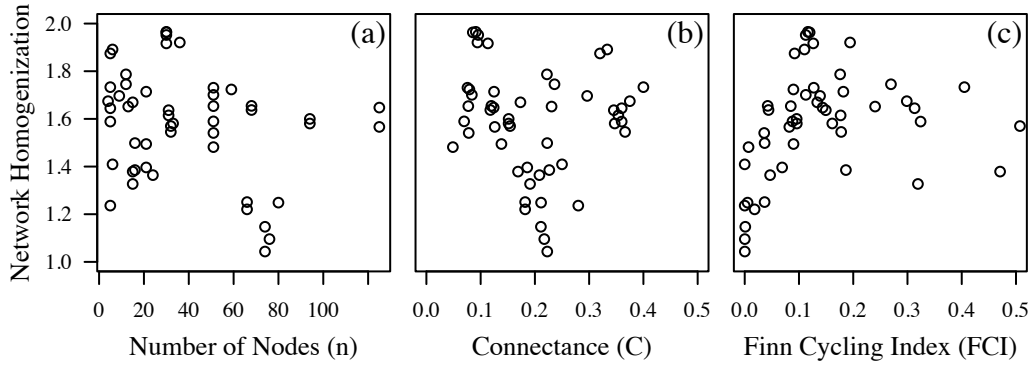 (a) (b) (c)
Network Homogenization
2.0
1.8
1.6
1.4
1.2
1.0
0 20 40 60 80 100
0.0 0.1 0.2 0.3 0.4 0.5
0.0 0.1 0.2 0.3 0.4 0.5
Number of Nodes (n)
Connectance (C)
Finn Cycling Index (FCI)